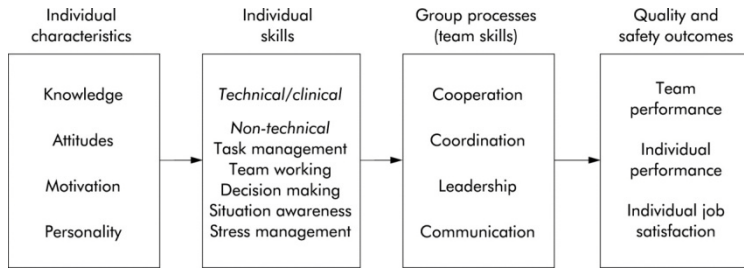 Individual
characteristics
Knowledge
Attitudes
Motivation
Personality
Individual
skills
Technical/clinical
Non-technical
Task management
Team working
Decision making
Situation awareness
Stress management
Group processes
(team skills)
Cooperation
Coordination
Leadership
Communication
Quality and
safety outcomes
Team
performance
Individual
performance
Individual job
satisfaction